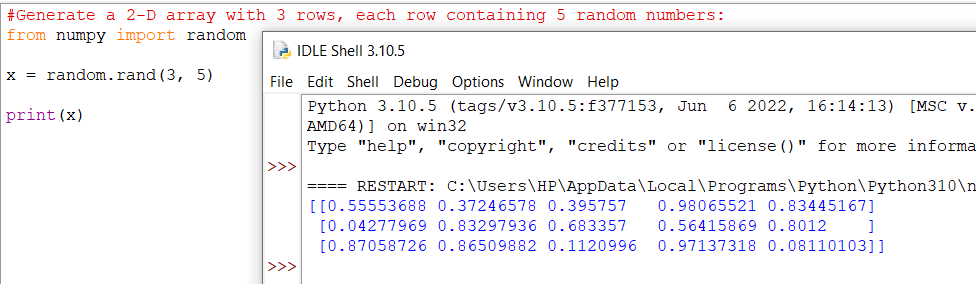 #Generate a 2-D array with 3 rows, each row containing 5 random numbers:
from numpy import random
x = random.rand(3, 5)
print(x)
IDLE Shell 3.10.5
File Edit Shell Debug Options Window Help
Python 3.10.5 (tags/v3.10.5:f377153, Jun  6 2022, 16:14:13) [MSC v.
AMD64)] on win32
Type "help", "copyright", "credits" or "license()" for more informa
>>>
==== RESTART: C:\Users\HP\AppData\Local\Programs\Python\Python310\n
[[0.55553688 0.37246578 0.395757   0.98065521 0.83445167]
 [0.04277969 0.83297936 0.683357   0.56415869 0.8012    ]
 [0.87058726 0.86509882 0.1120996  0.97137318 0.08110103]]
>>>